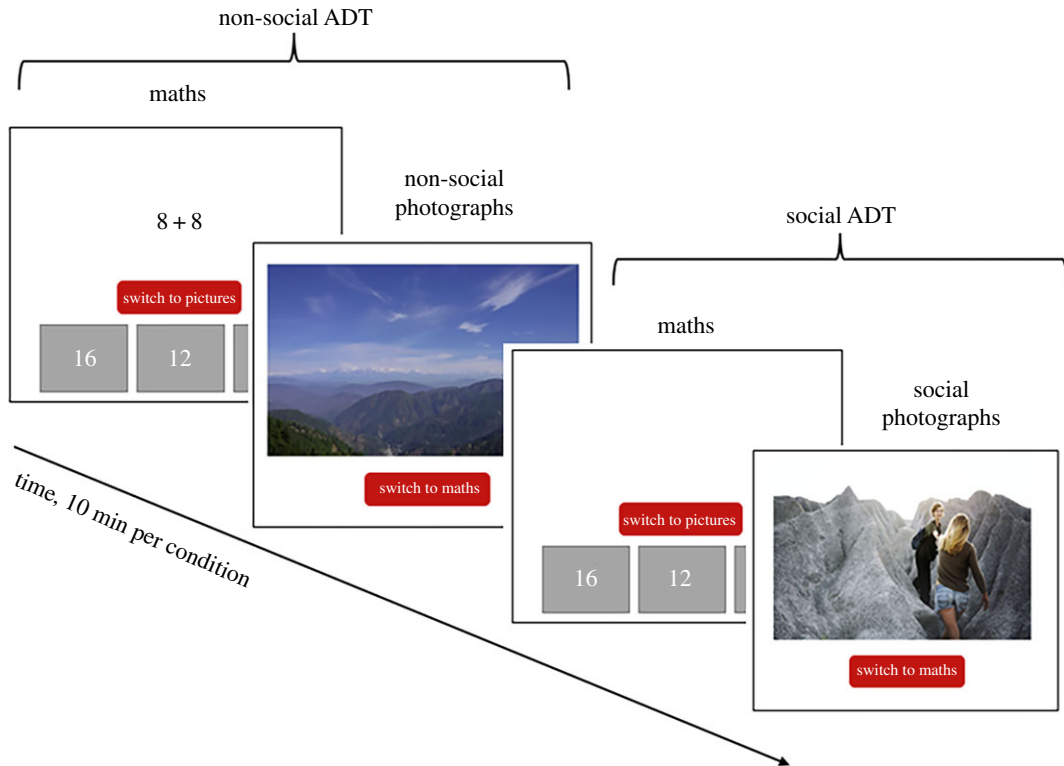 non-social ADT
maths
8 + 8
switch to pictures
16
12
non-social
photographs
switch to maths
social ADT
maths
switch to pictures
16
12
social
photographs
switch to maths
time, 10 min per condition